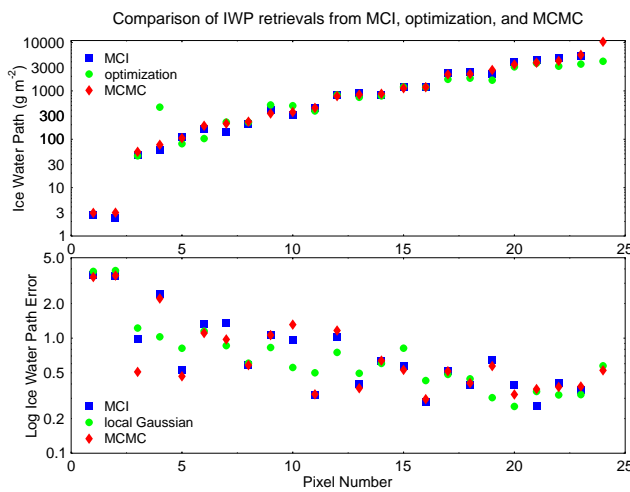 Comparison of IWP retrievals from MCI, optimization, and MCMC
Ice Water Path (g m⁻²)
10000
3000
1000
300
100
30
10
3
1
MCI
optimization
MCMC
0 5 10 15 20 25
Log Ice Water Path Error
5.0
1.0
0.5
0.2
0.1
MCI
local Gaussian
MCMC
0 5 10 15 20 25
Pixel Number